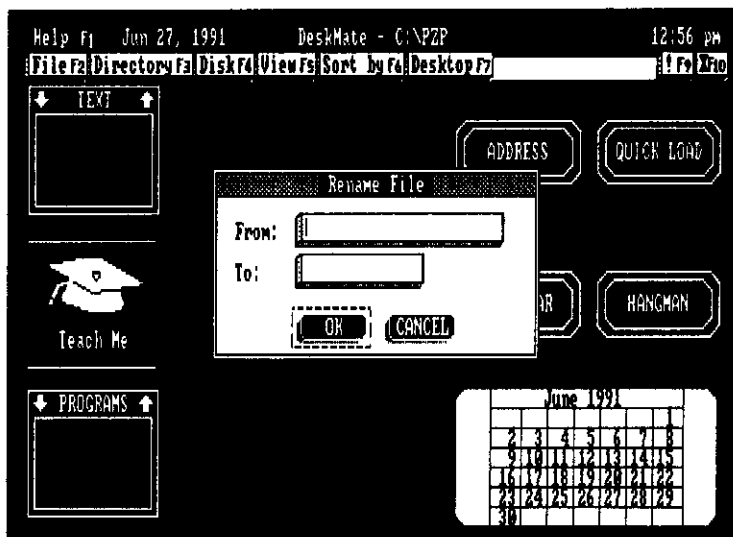 Help F1 Jun 27, 1991 DeskMate - C:\PZP 12:56 pm
File F2 Directory F3 Disk F4 View F5 Sort by F6 Desktop F7 ! F9 X F10
TEXT
ADDRESS QUICK LOAD
Rename File
From:
To:
AR HANGMAN
OK CANCEL
Teach Me
PROGRAMS
June 1991
1
2 3 4 5 6 7 8
9 10 11 12 13 14 15
16 17 18 19 20 21 22
23 24 25 26 27 28 29
30